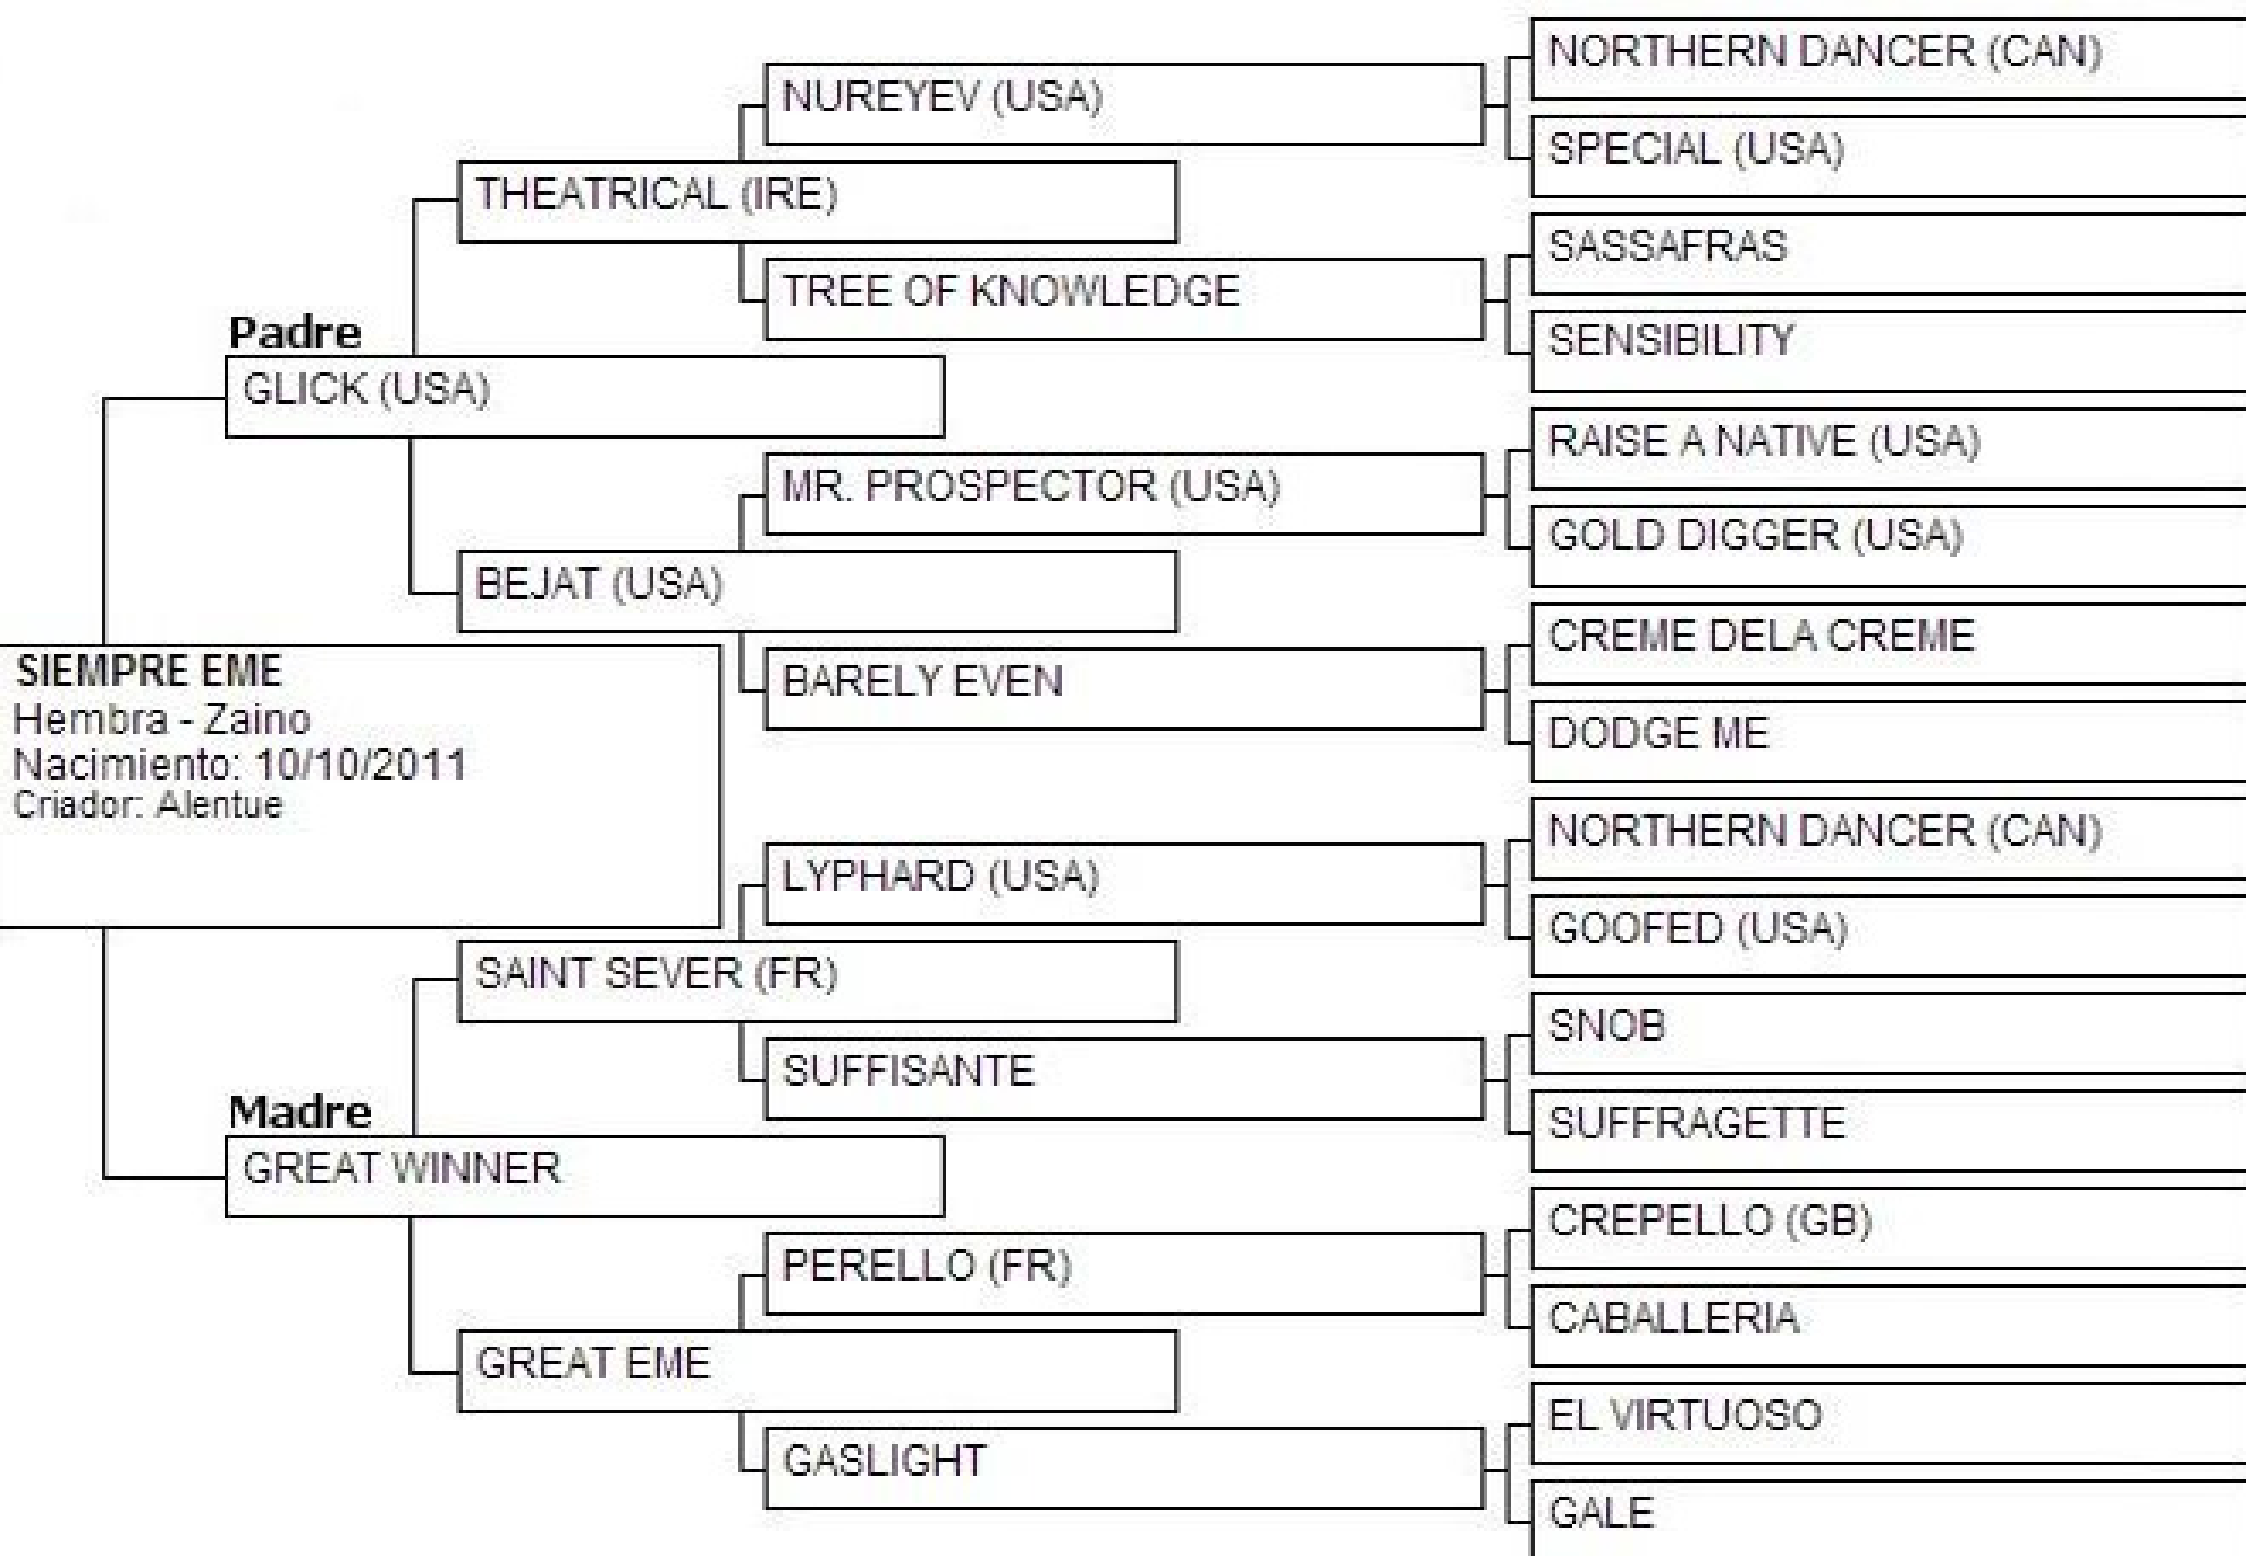 NORTHERN DANCER (CAN)
NUREYEV (USA)
SPECIAL (USA)
THEATRICAL (IRE)
SASSAFRAS
TREE OF KNOWLEDGE
SENSIBILITY
Padre
GLICK (USA)
RAISE A NATIVE (USA)
MR. PROSPECTOR (USA)
GOLD DIGGER (USA)
BEJAT (USA)
CREME DELA CREME
BARELY EVEN
DODGE ME
SIEMPRE EME
Hembra - Zaino
Nacimiento: 10/10/2011
Criador: Alentue
NORTHERN DANCER (CAN)
LYPHARD (USA)
GOOFED (USA)
SAINT SEVER (FR)
SNOB
SUFFISANTE
SUFFRAGETTE
Madre
GREAT WINNER
CREPELLO (GB)
PERELLO (FR)
CABALLERIA
GREAT EME
EL VIRTUOSO
GASLIGHT
GALE